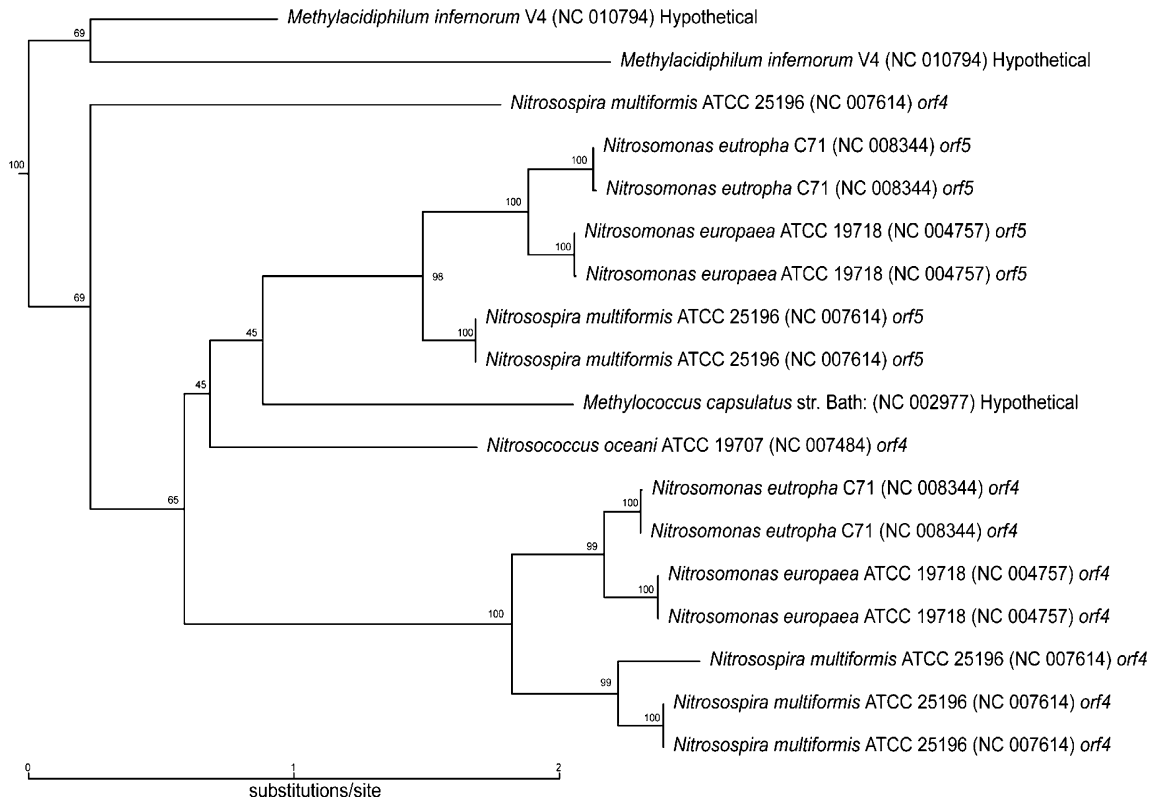 Methylacidiphilum infernorum V4 (NC 010794) Hypothetical
69
Methylacidiphilum infernorum V4 (NC 010794) Hypothetical
Nitrosospira multiformis ATCC 25196 (NC 007614) orf4
Nitrosomonas eutropha C71 (NC 008344) orf5
100
100
Nitrosomonas eutropha C71 (NC 008344) orf5
100
Nitrosomonas europaea ATCC 19718 (NC 004757) orf5
100
Nitrosomonas europaea ATCC 19718 (NC 004757) orf5
98
69
Nitrosospira multiformis ATCC 25196 (NC 007614) orf5
45
100
Nitrosospira multiformis ATCC 25196 (NC 007614) orf5
45
Methylococcus capsulatus str. Bath: (NC 002977) Hypothetical
Nitrosococcus oceani ATCC 19707 (NC 007484) orf4
Nitrosomonas eutropha C71 (NC 008344) orf4
65
100
Nitrosomonas eutropha C71 (NC 008344) orf4
99
Nitrosomonas europaea ATCC 19718 (NC 004757) orf4
100
Nitrosomonas europaea ATCC 19718 (NC 004757) orf4
100
Nitrosospira multiformis ATCC 25196 (NC 007614) orf4
99
Nitrosospira multiformis ATCC 25196 (NC 007614) orf4
100
Nitrosospira multiformis ATCC 25196 (NC 007614) orf4
0 1 2
substitutions/site